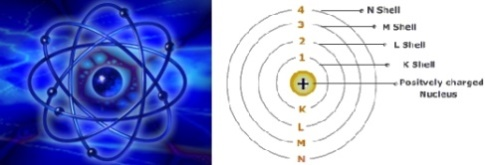 4
N Shell
3
M Shell
2
L Shell
1
K Shell
+
Positvely charged
Nucleus
K
L
M
N